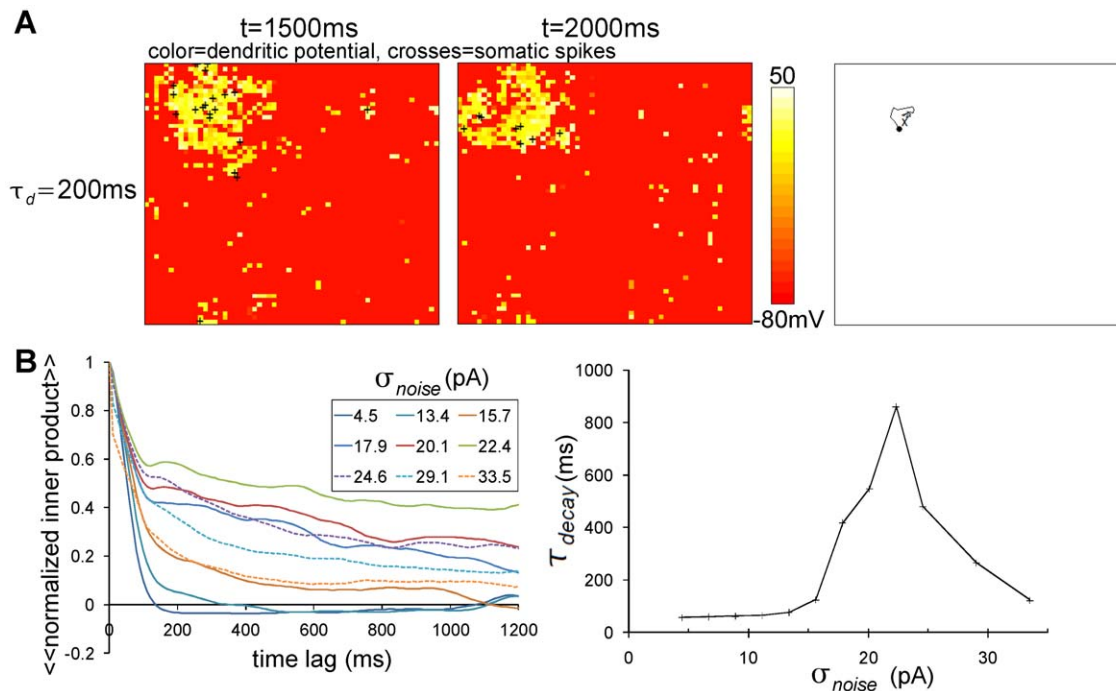 A
t=1500ms t=2000ms
color=dendritic potential, crosses=somatic spikes
50
τd=200ms
-80mV
B
<<normalized inner product>>
1
0.8
0.6
0.4
0.2
0
-0.2
0 200 400 600 800 1000 1200
time lag (ms)
σnoise (pA)
4.5 13.4 15.7
17.9 20.1 22.4
24.6 29.1 33.5
τdecay (ms)
1000
800
600
400
200
0
0 10 20 30
σnoise (pA)